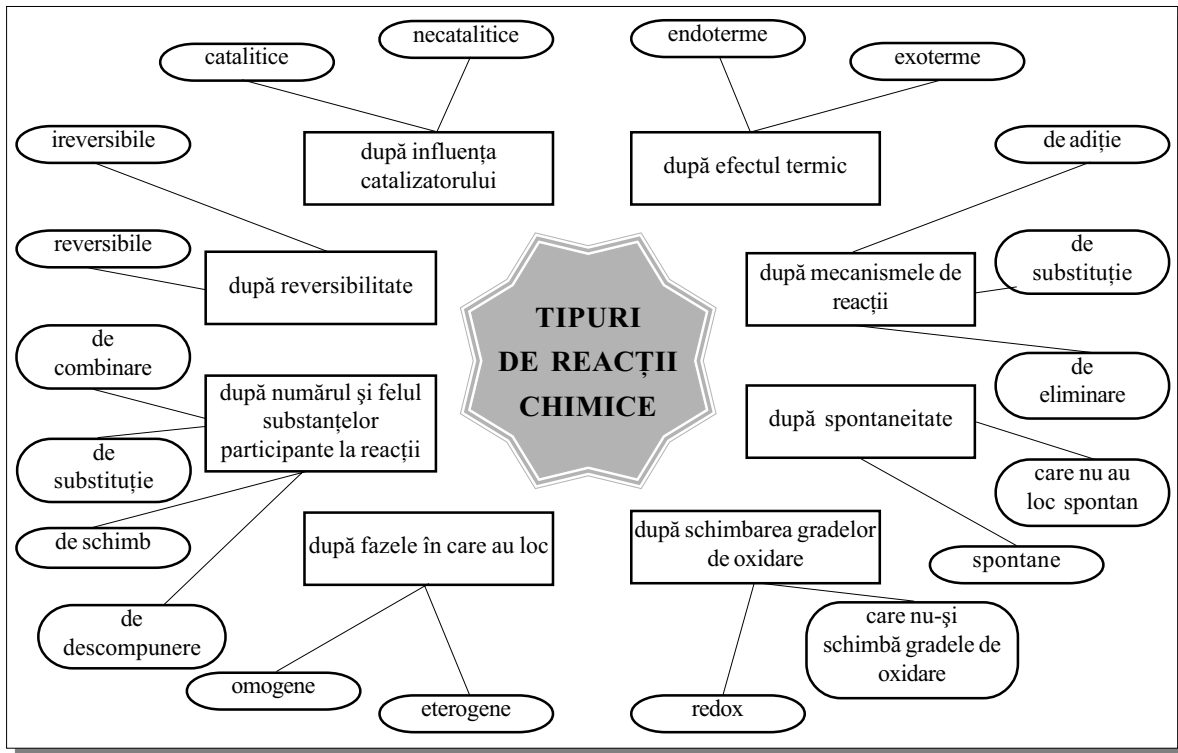 necatalitice
endoterme
catalitice
exoterme
ireversibile
după influența
catalizatorului
după efectul termic
de adiție
reversibile
după reversibilitate
după mecanismele de
reacții
de
substituție
TIPURI
DE REACȚII
CHIMICE
de
combinare
de
eliminare
după numărul și felul
substanțelor
participante la reacții
după spontaneitate
de
substituție
care nu au
loc spontan
de schimb
după fazele în care au loc
după schimbarea gradelor
de oxidare
spontane
de
descompunere
care nu-și
schimbă gradele de
oxidare
omogene
eterogene
redox